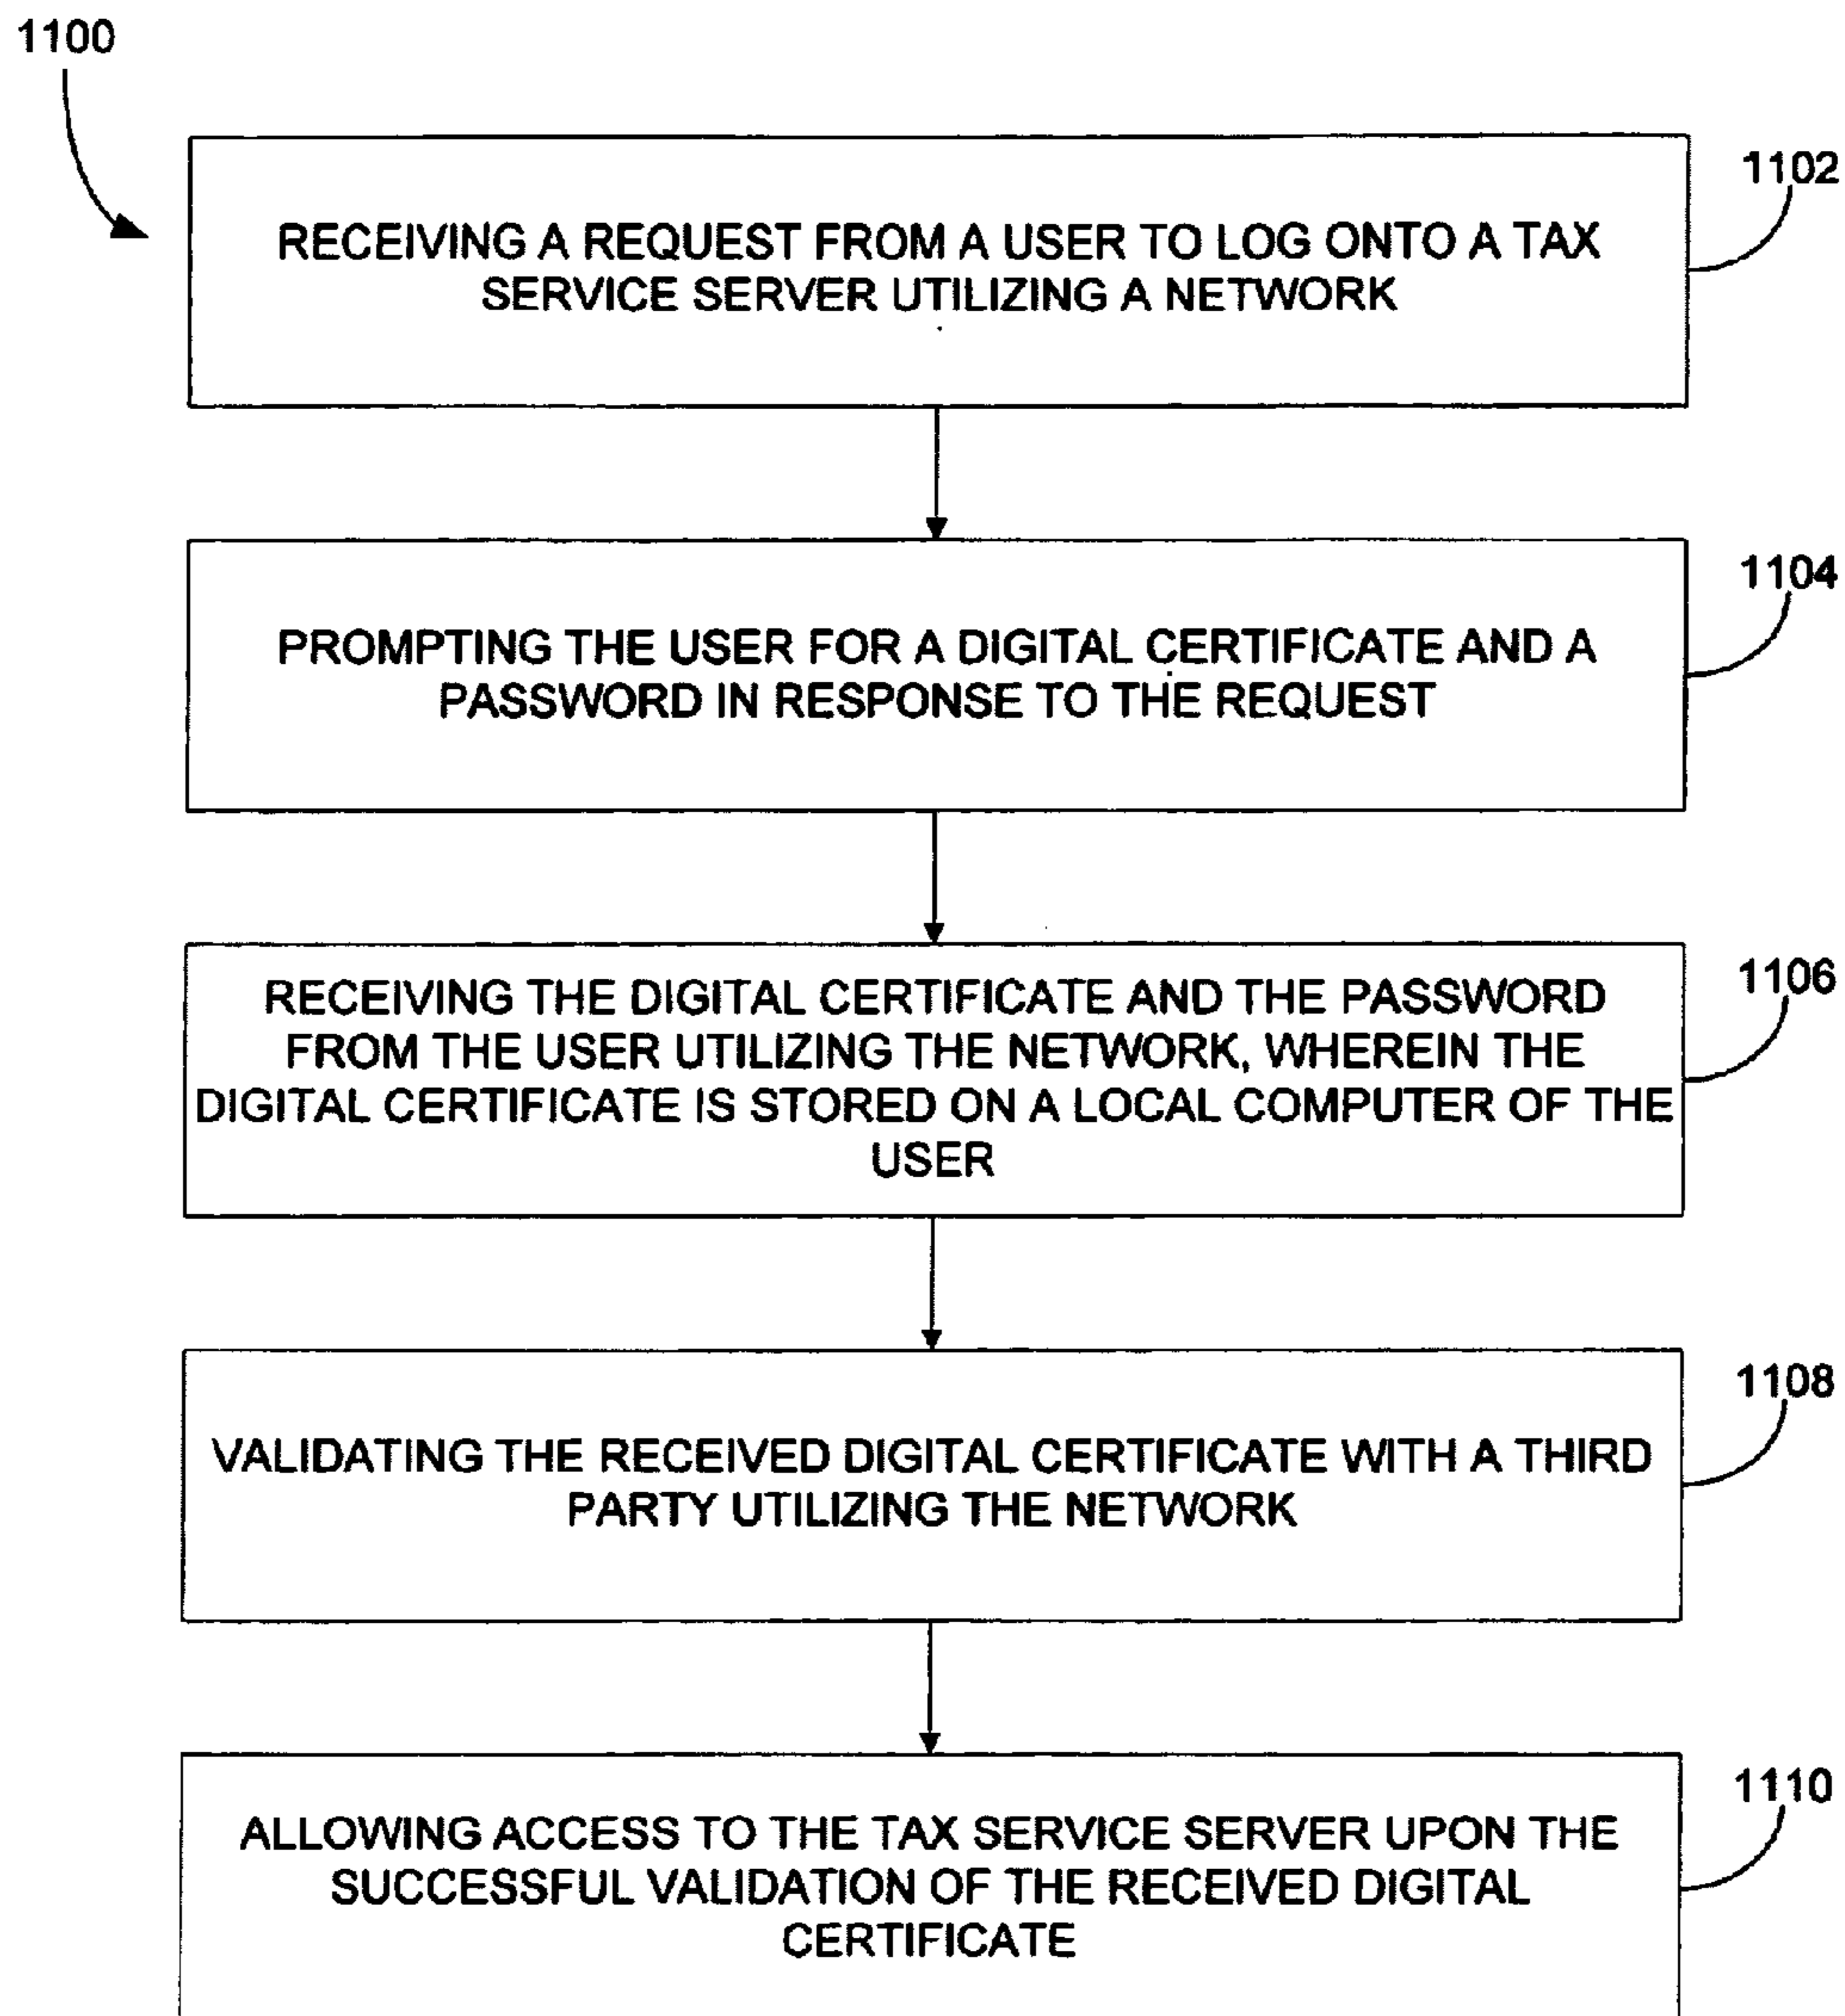 1100
1102
RECEIVING A REQUEST FROM A USER TO LOG ONTO A TAX
SERVICE SERVER UTILIZING A NETWORK
1104
PROMPTING THE USER FOR A DIGITAL CERTIFICATE AND A
PASSWORD IN RESPONSE TO THE REQUEST
1106
RECEIVING THE DIGITAL CERTIFICATE AND THE PASSWORD
FROM THE USER UTILIZING THE NETWORK, WHEREIN THE
DIGITAL CERTIFICATE IS STORED ON A LOCAL COMPUTER OF THE
USER
1108
VALIDATING THE RECEIVED DIGITAL CERTIFICATE WITH A THIRD
PARTY UTILIZING THE NETWORK
1110
ALLOWING ACCESS TO THE TAX SERVICE SERVER UPON THE
SUCCESSFUL VALIDATION OF THE RECEIVED DIGITAL
CERTIFICATE